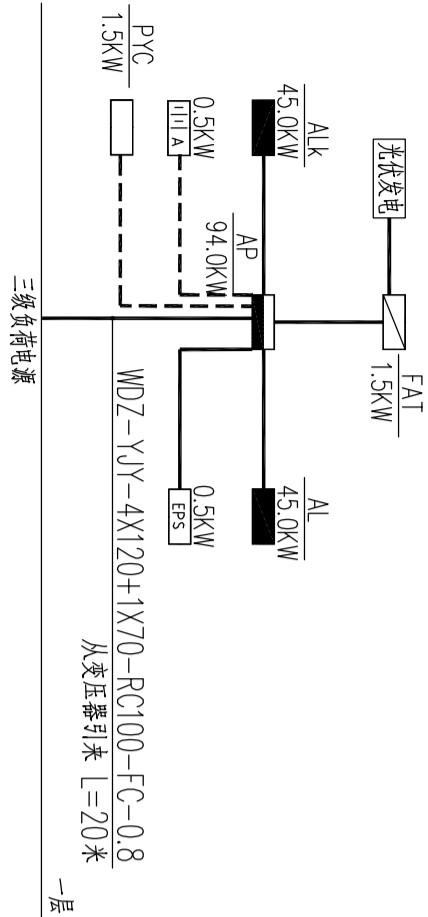 光伏发电
FAT
1.5KW
ALk
45.0KW
AL
45.0KW
AP
94.0KW
A
0.5KW
EPS
0.5KW
PYC
1.5KW
WDZ-YJY-4X120+1X70-RC100-FC-0.8
从变压器引来 L=20米
三级负荷电源
一层